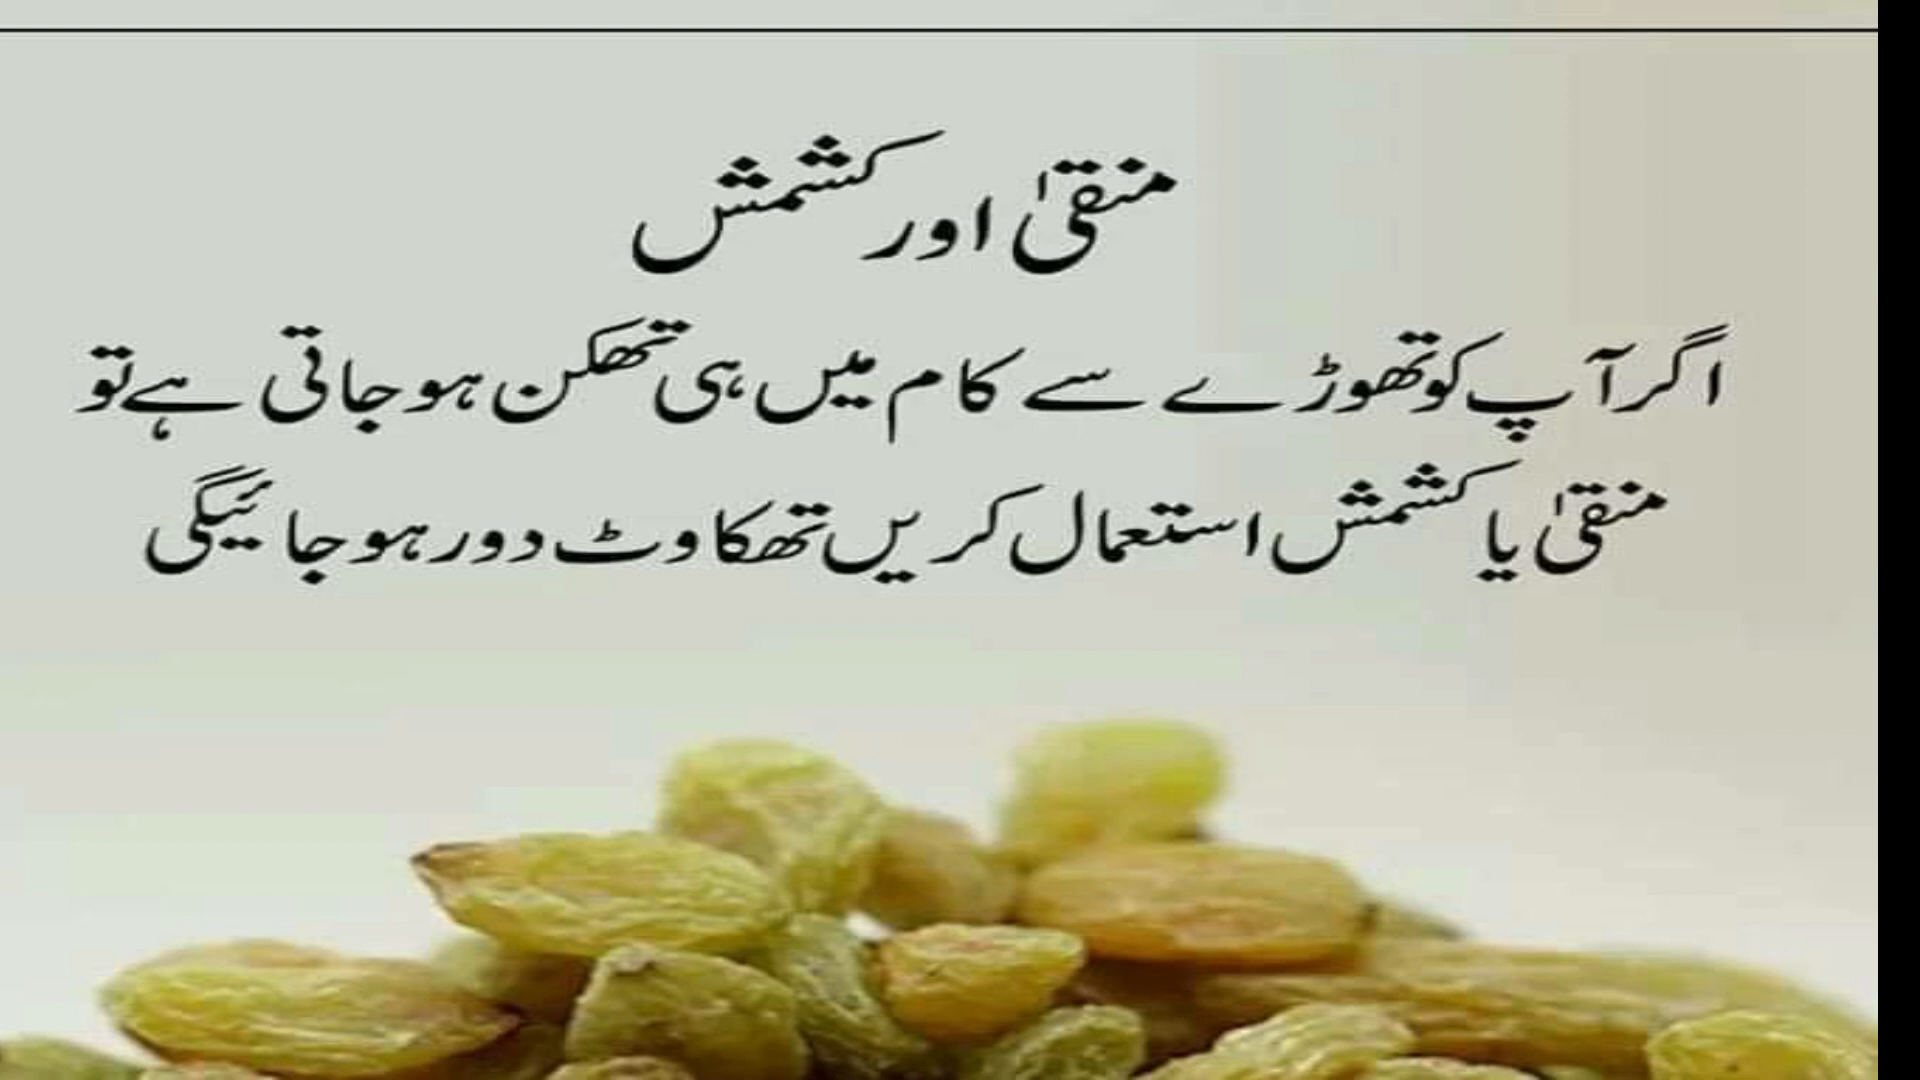 منقیٰ اور کشمش
اگر آپ کو تھوڑے سے کام میں ہی تھکن ہو جاتی ہے تو
منقیٰ یا کشمش استعمال کریں تھکاوٹ دور ہو جائیگی